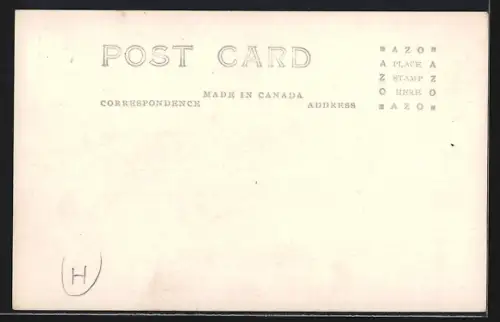 POST CARD
MADE IN CANADA
CORRESPONDENCE ADDRESS
AZO
A PLACE A
Z STAMP Z
O HERE O
AZO
H